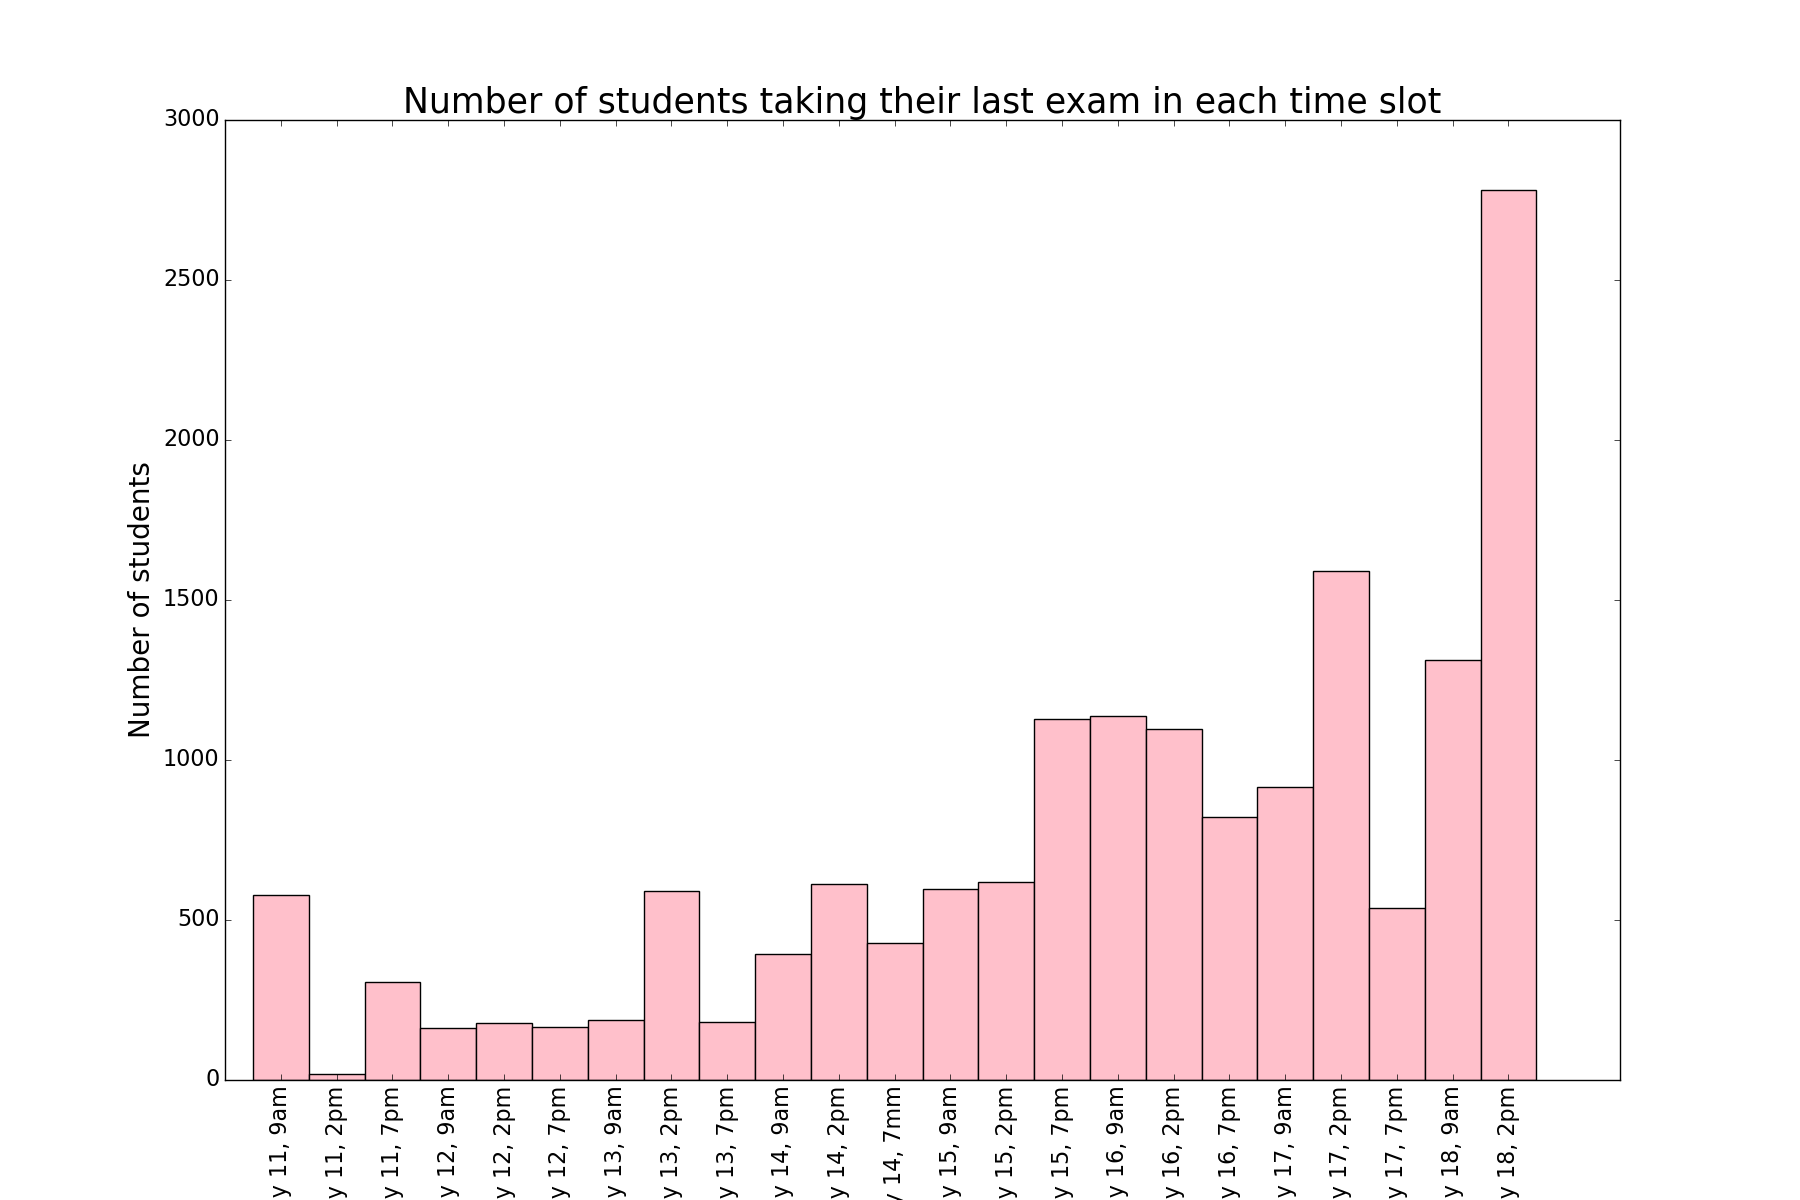 Number of students taking their last exam in each time slot
3000
2500
2000
1500
1000
500
0
Number of students
y 11, 9am
y 11, 2pm
y 11, 7pm
y 12, 9am
y 12, 2pm
y 12, 7pm
y 13, 9am
y 13, 2pm
y 13, 7pm
y 14, 9am
y 14, 2pm
y 14, 7mm
y 15, 9am
y 15, 2pm
y 15, 7pm
y 16, 9am
y 16, 2pm
y 16, 7pm
y 17, 9am
y 17, 2pm
y 17, 7pm
y 18, 9am
y 18, 2pm